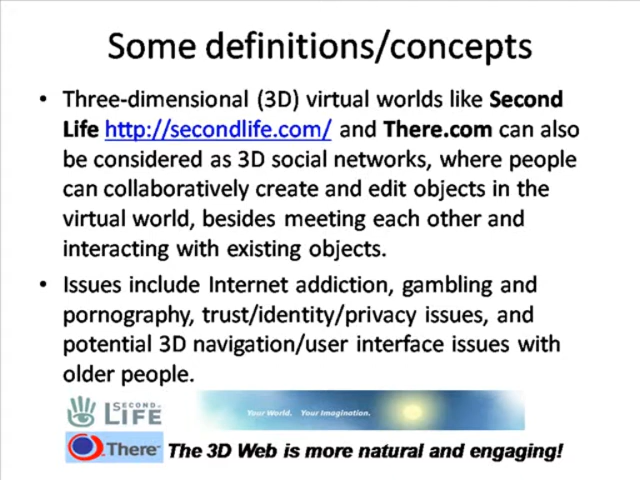 Some definitions/concepts
• Three-dimensional (3D) virtual worlds like Second
Life http://secondlife.com/ and There.com can also
be considered as 3D social networks, where people
can collaboratively create and edit objects in the
virtual world, besides meeting each other and
interacting with existing objects.
• Issues include Internet addiction, gambling and
pornography, trust/identity/privacy issues, and
potential 3D navigation/user interface issues with
older people.
SECOND
LIFE
Your World. Your Imagination.
There
The 3D Web is more natural and engaging!